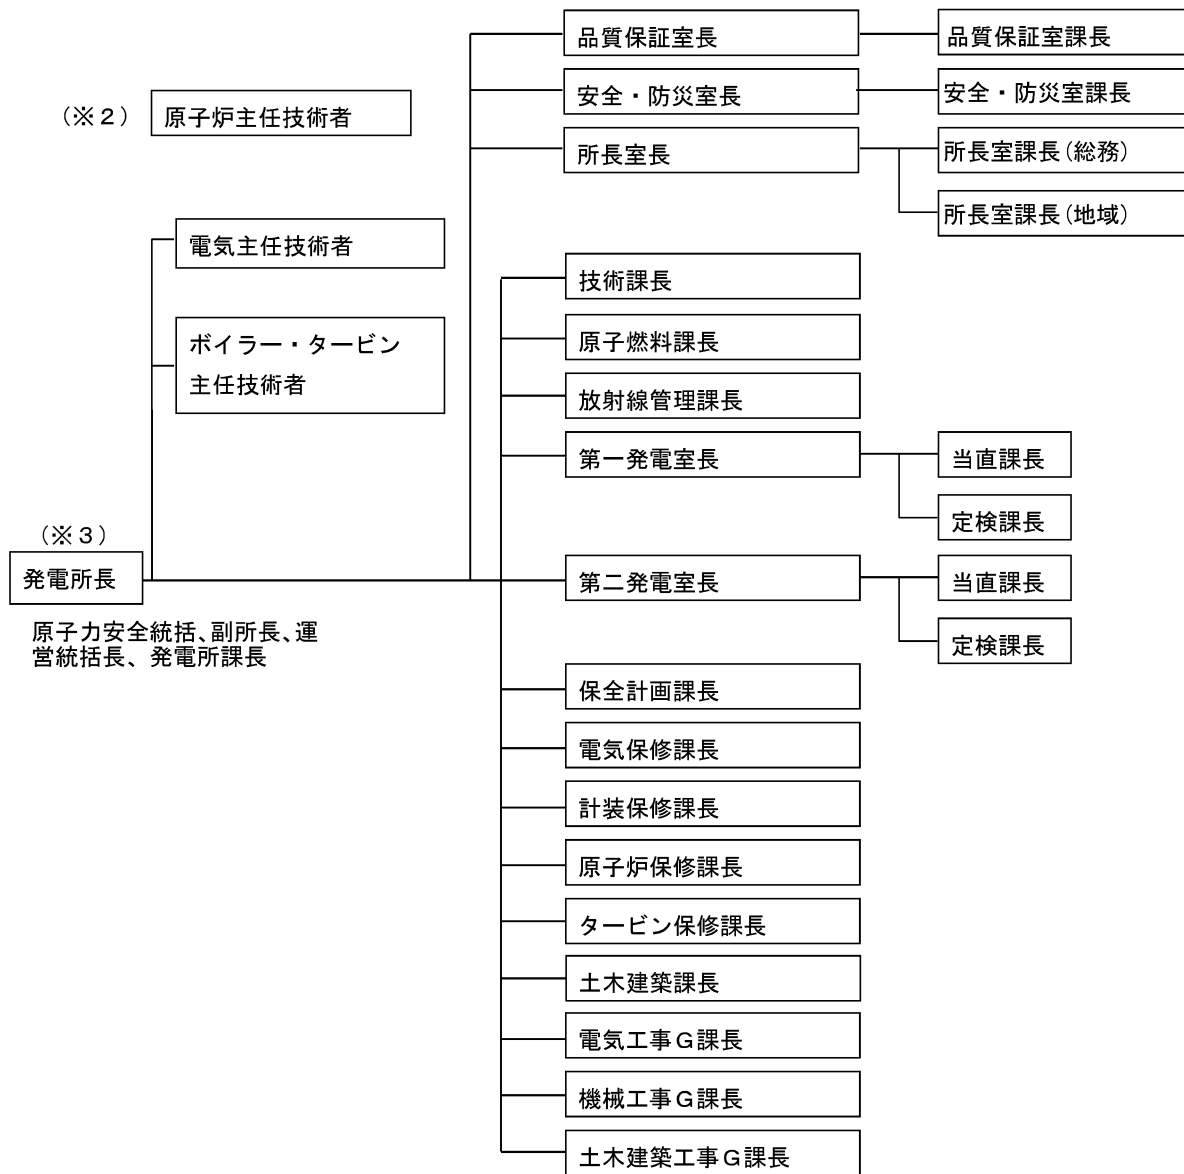 品質保証室長
品質保証室課長
安全・防災室長
安全・防災室課長
(※2)
原子炉主任技術者
所長室長
所長室課長(総務)
所長室課長(地域)
電気主任技術者
技術課長
ボイラー・タービン
主任技術者
原子燃料課長
放射線管理課長
第一発電室長
当直課長
定検課長
(※3)
発電所長
第二発電室長
当直課長
原子力安全統括、副所長、運
営統括長、発電所課長
定検課長
保全計画課長
電気保修課長
計装保修課長
原子炉保修課長
タービン保修課長
土木建築課長
電気工事G課長
機械工事G課長
土木建築工事G課長